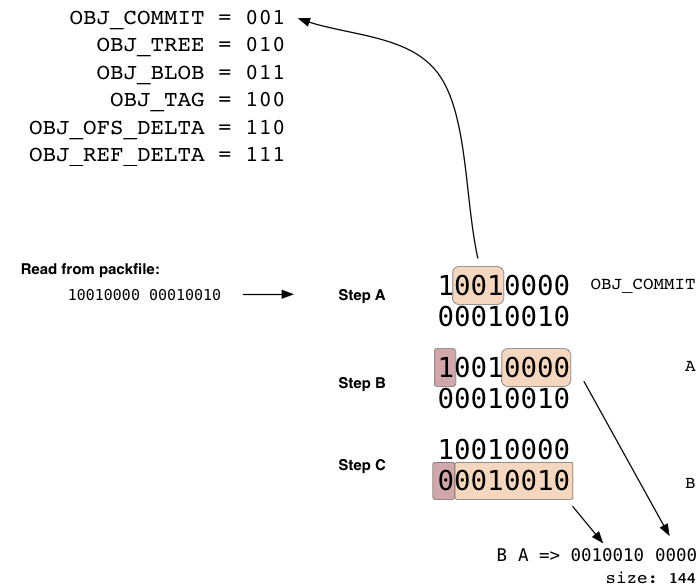 OBJ_COMMIT = 001
OBJ_TREE = 010
OBJ_BLOB = 011
OBJ_TAG = 100
OBJ_OFS_DELTA = 110
OBJ_REF_DELTA = 111
Read from packfile:
10010000 00010010
Step A
10010000 OBJ_COMMIT
00010010
Step B
10010000 A
00010010
Step C
10010000
00010010 B
B A => 0010010 0000
size: 144